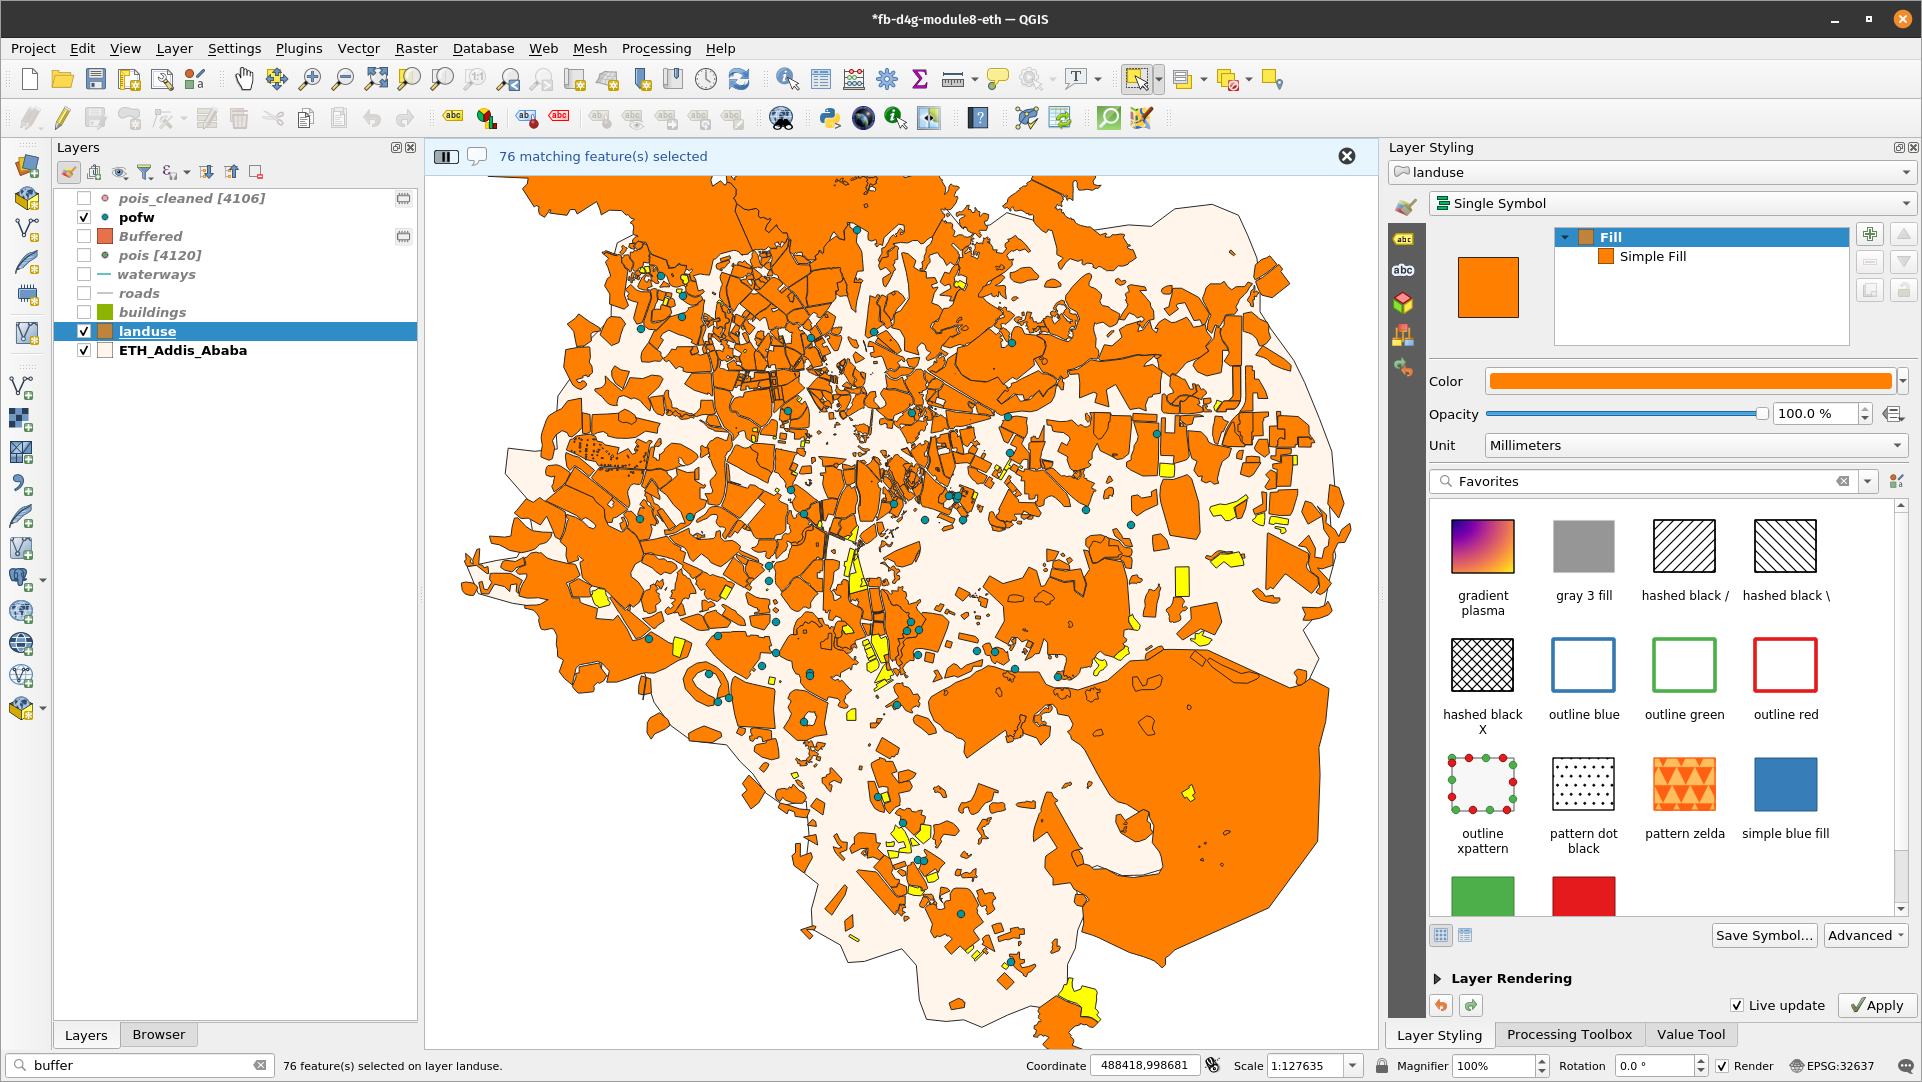 *fb-d4g-module8-eth — QGIS
Project Edit View Layer Settings Plugins Vector Raster Database Web Mesh Processing Help
Layers
76 matching feature(s) selected
Layer Styling
pois_cleaned [4106]
pofw
Buffered
pois [4120]
waterways
roads
buildings
landuse
ETH_Addis_Ababa
landuse
Single Symbol
Fill
Simple Fill
Color
Opacity 100.0 %
Unit Millimeters
Favorites
gradient plasma
gray 3 fill
hashed black /
hashed black \
hashed black X
outline blue
outline green
outline red
outline xpattern
pattern dot black
pattern zelda
simple blue fill
Save Symbol...
Advanced
Layer Rendering
Live update
Apply
Layers Browser
Layer Styling Processing Toolbox Value Tool
buffer
76 feature(s) selected on layer landuse.
Coordinate 488418,998681
Scale 1:127635
Magnifier 100%
Rotation 0.0 °
Render
EPSG:32637